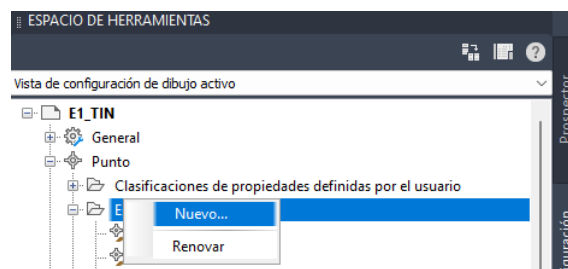 ESPACIO DE HERRAMIENTAS
Vista de configuración de dibujo activo
E1_TIN
General
Punto
Clasificaciones de propiedades definidas por el usuario
E
Nuevo...
Renovar
Prospector